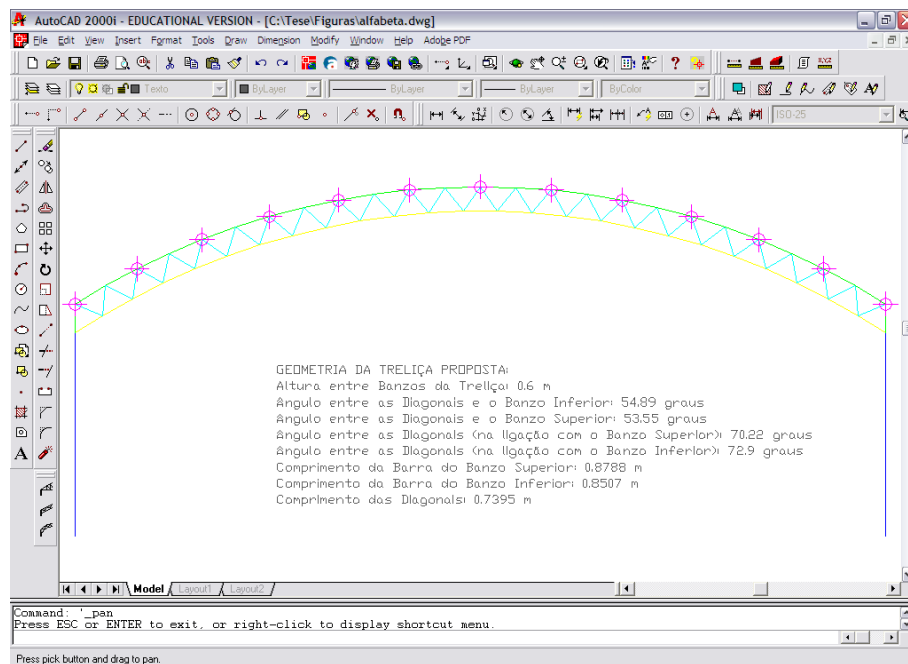 AutoCAD 2000i - EDUCATIONAL VERSION - [C:\Tese\Figuras\alfabeta.dwg]
File Edit View Insert Format Tools Draw Dimension Modify Window Help Adobe PDF
Texto ByLayer ByLayer ByLayer ByColor
ISO-25
GEOMETRIA DA TRELIÇA PROPOSTA:
Altura entre Banzos da Treliça: 0.6 m
Ângulo entre as Diagonais e o Banzo Inferior: 54.89 graus
Ângulo entre as Diagonais e o Banzo Superior: 53.55 graus
Ângulo entre as Diagonais (na ligação com o Banzo Superior): 70.22 graus
Ângulo entre as Diagonais (na ligação com o Banzo Inferior): 72.9 graus
Comprimento da Barra do Banzo Superior: 0.8788 m
Comprimento da Barra do Banzo Inferior: 0.8507 m
Comprimento das Diagonais: 0.7395 m
Model Layout1 Layout2
Command: '_pan
Press ESC or ENTER to exit, or right-click to display shortcut menu.
Press pick button and drag to pan.